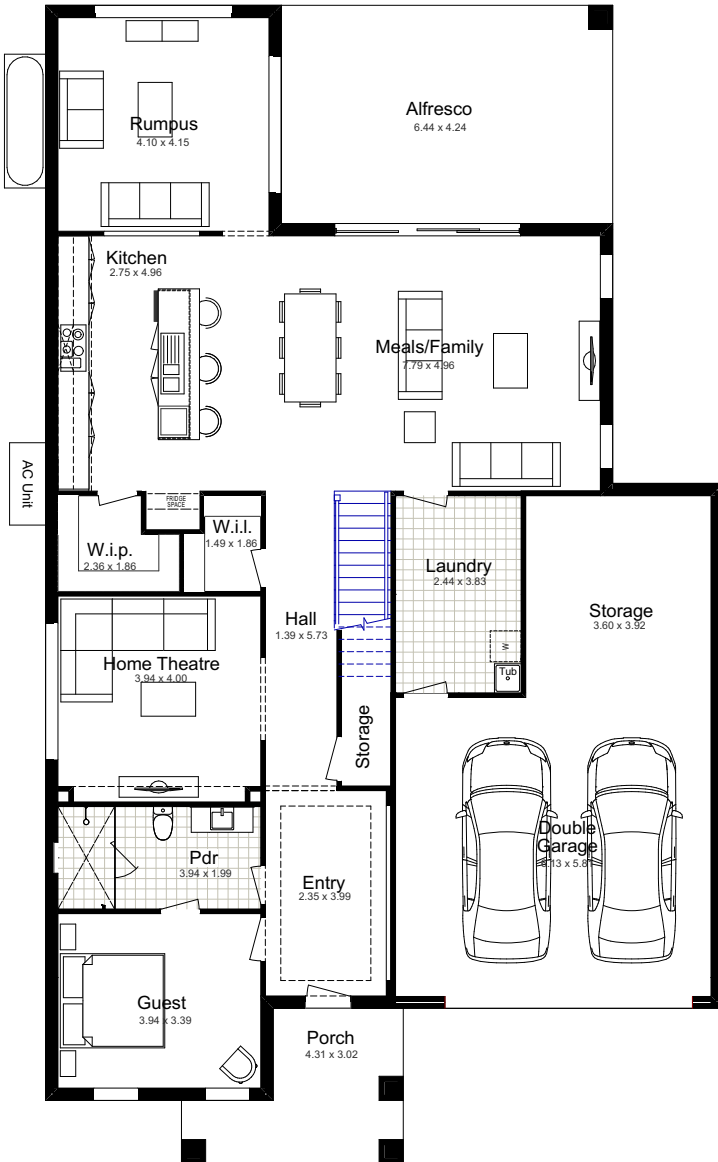 Rumpus
4.10 x 4.15
Alfresco
6.44 x 4.24
Kitchen
2.75 x 4.96
Meals/Family
7.79 x 4.96
AC Unit
FRIDGE
SPACE
W.i.p.
2.36 x 1.86
W.i.l.
1.49 x 1.86
Laundry
2.44 x 3.83
W
Tub
Storage
3.60 x 3.92
Hall
1.39 x 5.73
Home Theatre
3.94 x 4.00
Storage
Double
Garage
Pdr
3.94 x 1.99
Entry
2.35 x 3.99
Guest
3.94 x 3.39
Porch
4.31 x 3.02